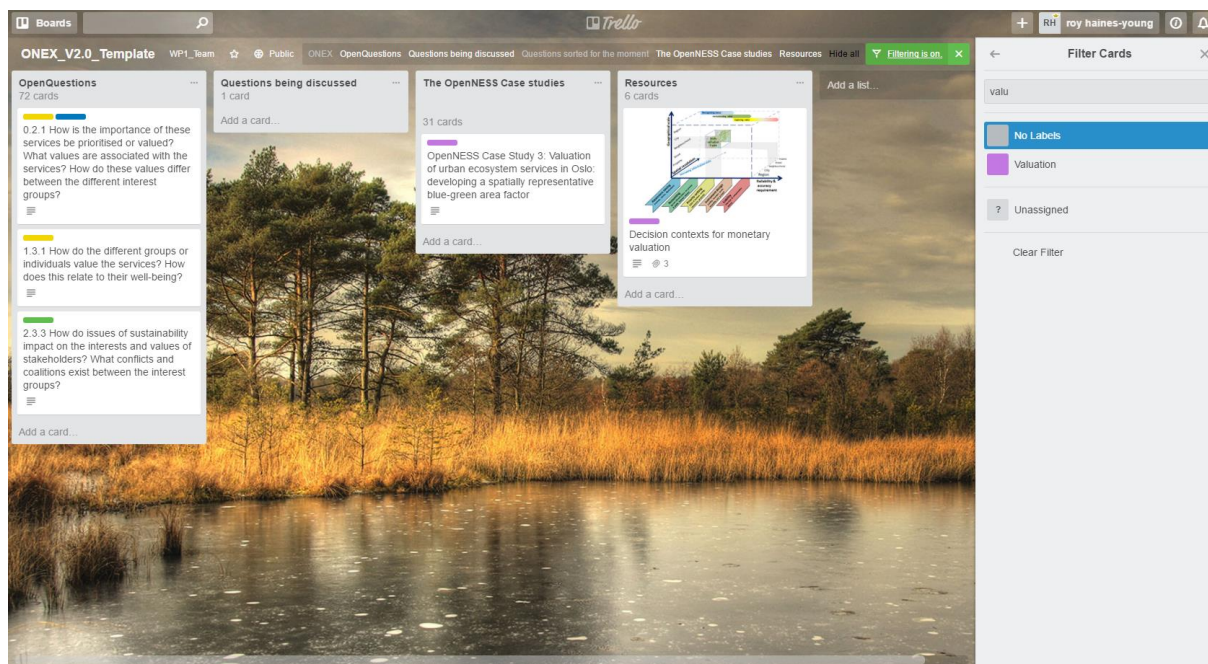 Boards
Trello
+
RH roy haines-young
ONEX_V2.0_Template WP1_Team Public ONEX OpenQuestions Questions being discussed Questions sorted for the moment The OpenNESS Case studies Resources Hide all Filtering is on.
Filter Cards
valu
No Labels
Valuation
? Unassigned
Clear Filter
OpenQuestions
72 cards
0.2.1 How is the importance of these
services be prioritised or valued?
What values are associated with the
services? How do these values differ
between the different interest
groups?
1.3.1 How do the different groups or
individuals value the services? How
does this relate to their well-being?
2.3.3 How do issues of sustainability
impact on the interests and values of
stakeholders? What conflicts and
coalitions exist between the interest
groups?
Add a card...
Questions being discussed
1 card
Add a card...
The OpenNESS Case studies
31 cards
OpenNESS Case Study 3: Valuation
of urban ecosystem services in Oslo:
developing a spatially representative
blue-green area factor
Add a card...
Resources
6 cards
Decision contexts for monetary
valuation
3
Add a card...
Add a list...